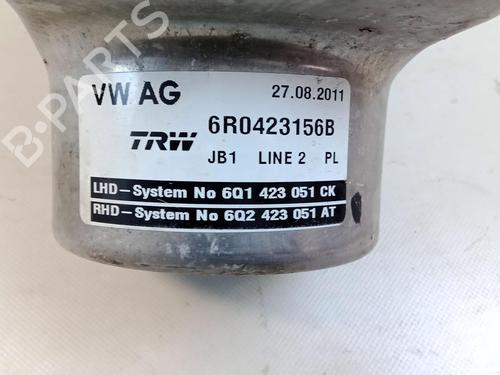 VW AG 27.08.2011
TRW 6R0423156B
JB1 LINE 2 PL
LHD-System No 6Q1 423 051 CK
RHD-System No 6Q2 423 051 AT
B-PARTS